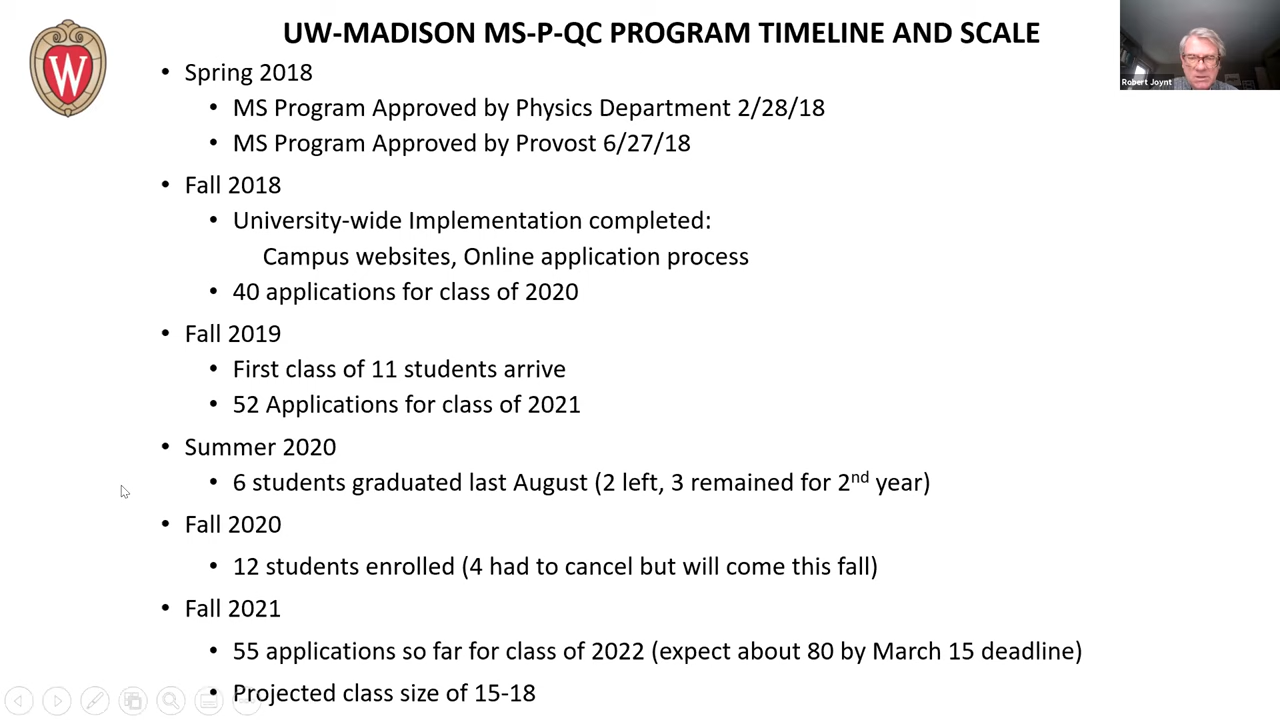 UW-MADISON MS-P-QC PROGRAM TIMELINE AND SCALE
W
Robert Joynt
• Spring 2018
• MS Program Approved by Physics Department 2/28/18
• MS Program Approved by Provost 6/27/18
• Fall 2018
• University-wide Implementation completed:
Campus websites, Online application process
• 40 applications for class of 2020
• Fall 2019
• First class of 11 students arrive
• 52 Applications for class of 2021
• Summer 2020
• 6 students graduated last August (2 left, 3 remained for 2nd year)
• Fall 2020
• 12 students enrolled (4 had to cancel but will come this fall)
• Fall 2021
• 55 applications so far for class of 2022 (expect about 80 by March 15 deadline)
• Projected class size of 15-18